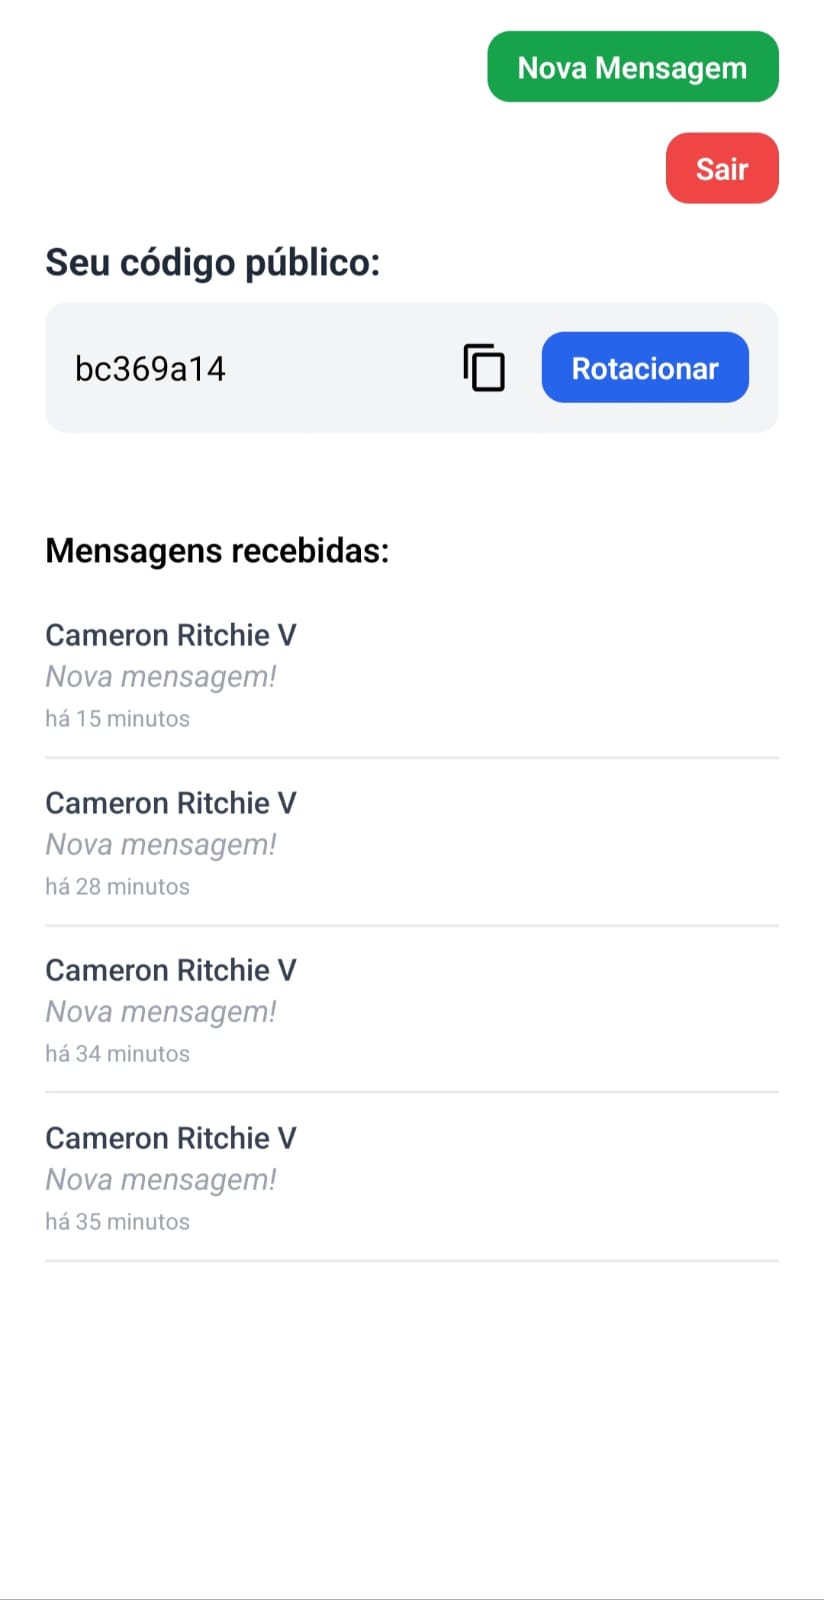 Nova Mensagem
Sair
Seu código público:
bc369a14
Rotacionar
Mensagens recebidas:
Cameron Ritchie V
Nova mensagem!
há 15 minutos
Cameron Ritchie V
Nova mensagem!
há 28 minutos
Cameron Ritchie V
Nova mensagem!
há 34 minutos
Cameron Ritchie V
Nova mensagem!
há 35 minutos